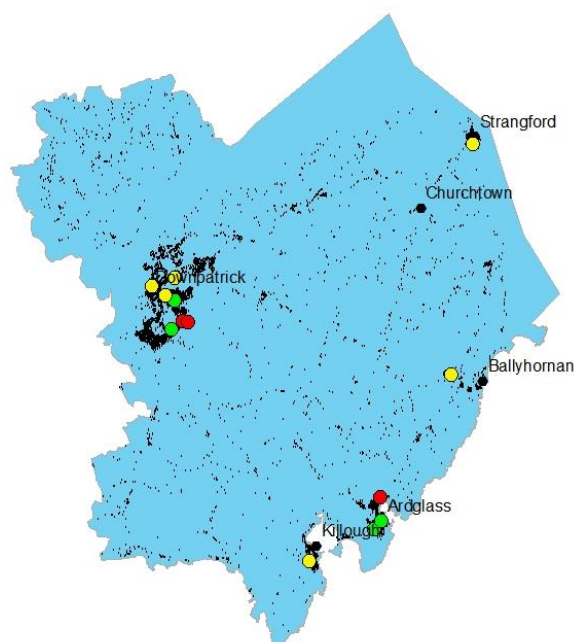 Strangford
Churchtown
Downpatrick
Ballyhornan
Ardglass
Killough